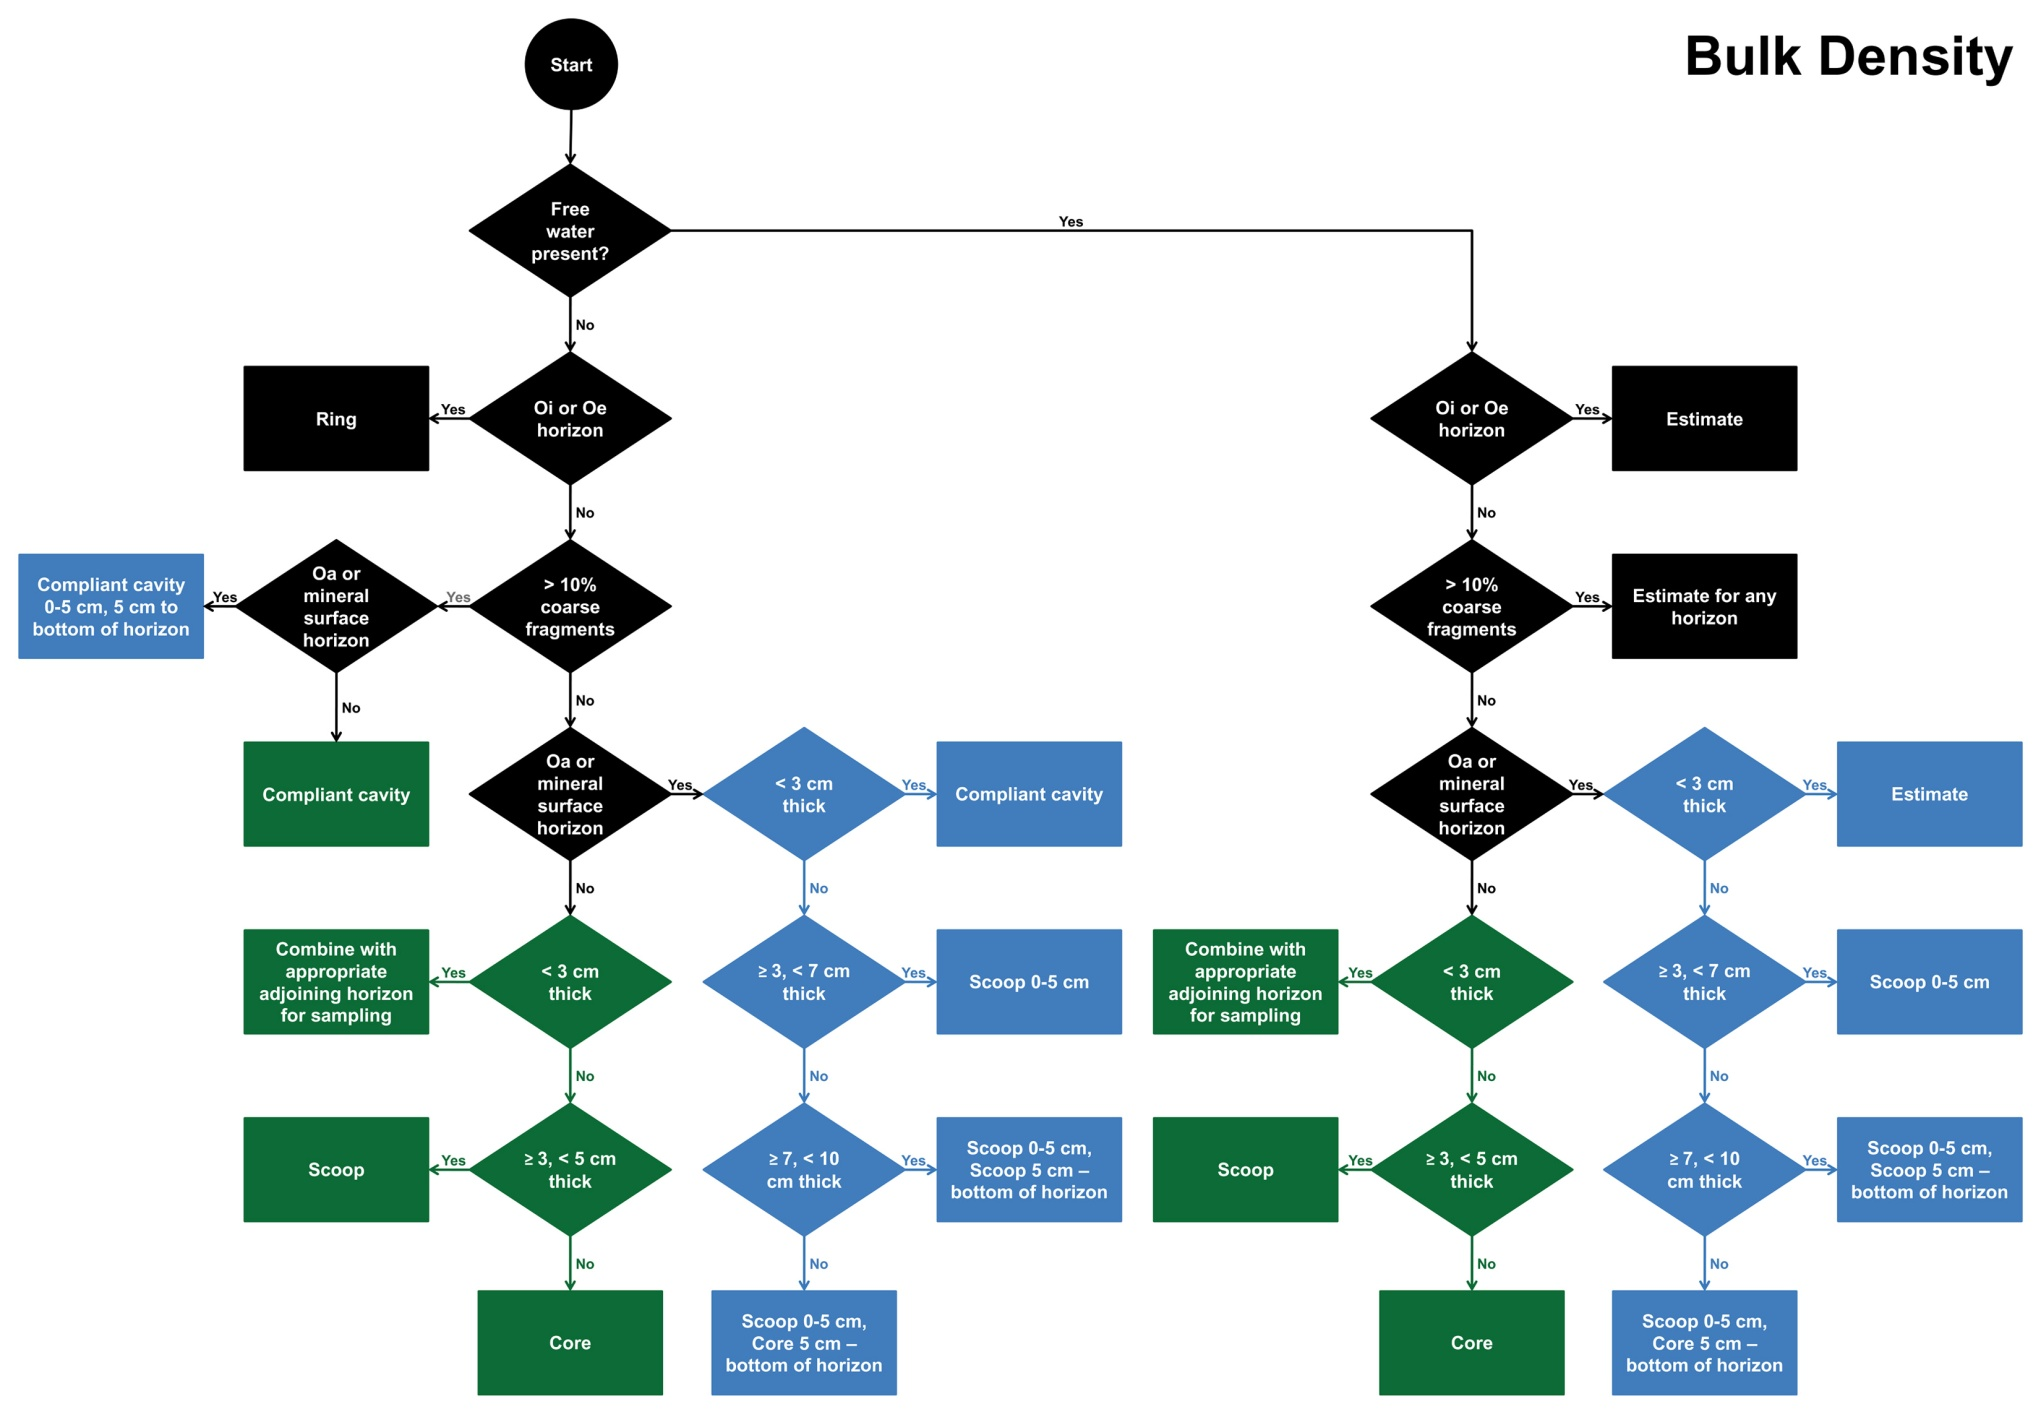 Bulk Density
Start
Free
water
present?
Yes
No
Ring
Yes
Oi or Oe
horizon
Oi or Oe
horizon
Yes
Estimate
No
No
Compliant cavity
0-5 cm, 5 cm to
bottom of horizon
Yes
Oa or
mineral
surface
horizon
Yes
> 10%
coarse
fragments
> 10%
coarse
fragments
Yes
Estimate for any
horizon
No
No
No
Compliant cavity
Oa or
mineral
surface
horizon
Yes
< 3 cm
thick
Yes
Compliant cavity
Oa or
mineral
surface
horizon
Yes
< 3 cm
thick
Yes
Estimate
No
No
No
No
Combine with
appropriate
adjoining horizon
for sampling
Yes
< 3 cm
thick
≥ 3, < 7 cm
thick
Yes
Scoop 0-5 cm
Combine with
appropriate
adjoining horizon
for sampling
Yes
< 3 cm
thick
≥ 3, < 7 cm
thick
Yes
Scoop 0-5 cm
No
No
No
No
Scoop
Yes
≥ 3, < 5 cm
thick
≥ 7, < 10
cm thick
Yes
Scoop 0-5 cm,
Scoop 5 cm –
bottom of horizon
Scoop
Yes
≥ 3, < 5 cm
thick
≥ 7, < 10
cm thick
Yes
Scoop 0-5 cm,
Scoop 5 cm –
bottom of horizon
No
No
No
No
Core
Scoop 0-5 cm,
Core 5 cm –
bottom of horizon
Core
Scoop 0-5 cm,
Core 5 cm –
bottom of horizon